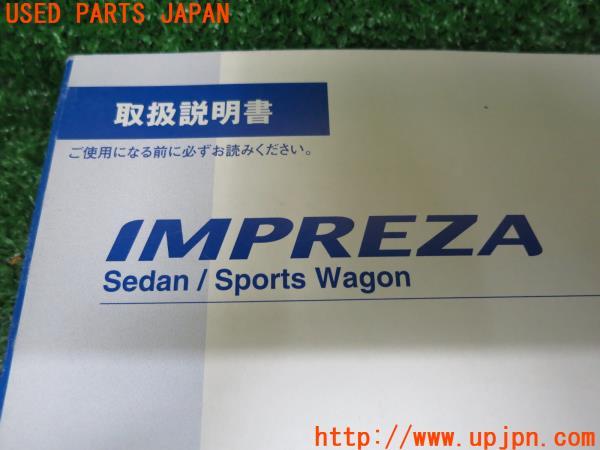 USED PARTS JAPAN
取扱説明書
ご使用になる前に必ずお読みください。
IMPREZA
Sedan / Sports Wagon
http://www.upjpn.com